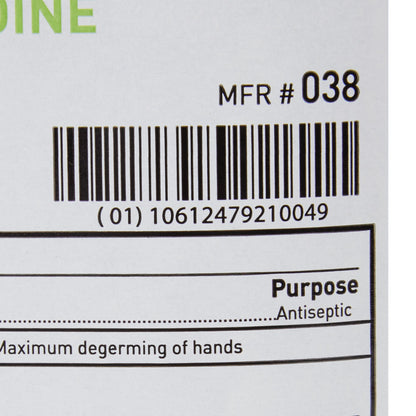 DINE
MFR # 038
( 01) 10612479210049
Purpose
Antiseptic
Maximum degerming of hands